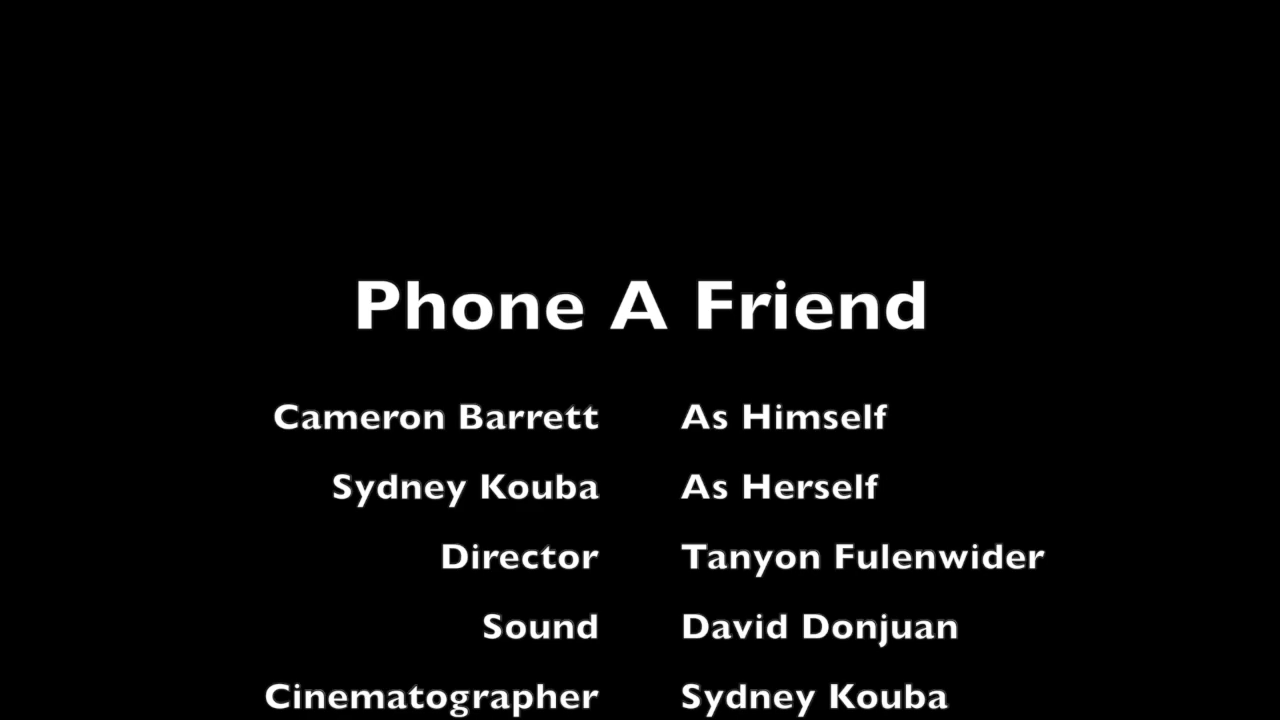 Phone A Friend
Cameron Barrett As Himself
Sydney Kouba As Herself
Director Tanyon Fulenwider
Sound David Donjuan
Cinematographer Sydney Kouba